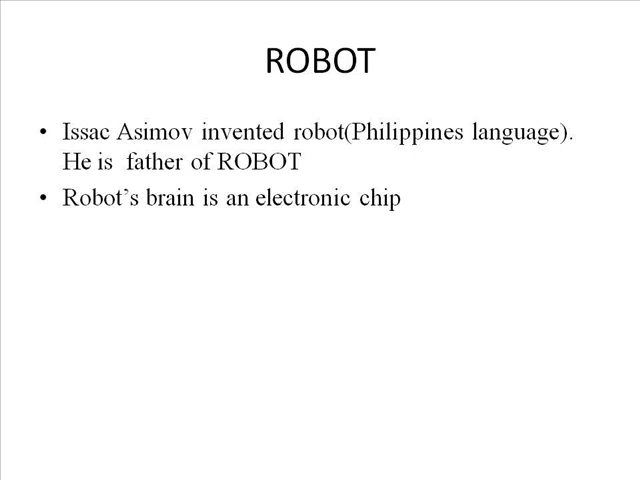 ROBOT
• Issac Asimov invented robot(Philippines language).
He is  father of ROBOT
• Robot’s brain is an electronic chip